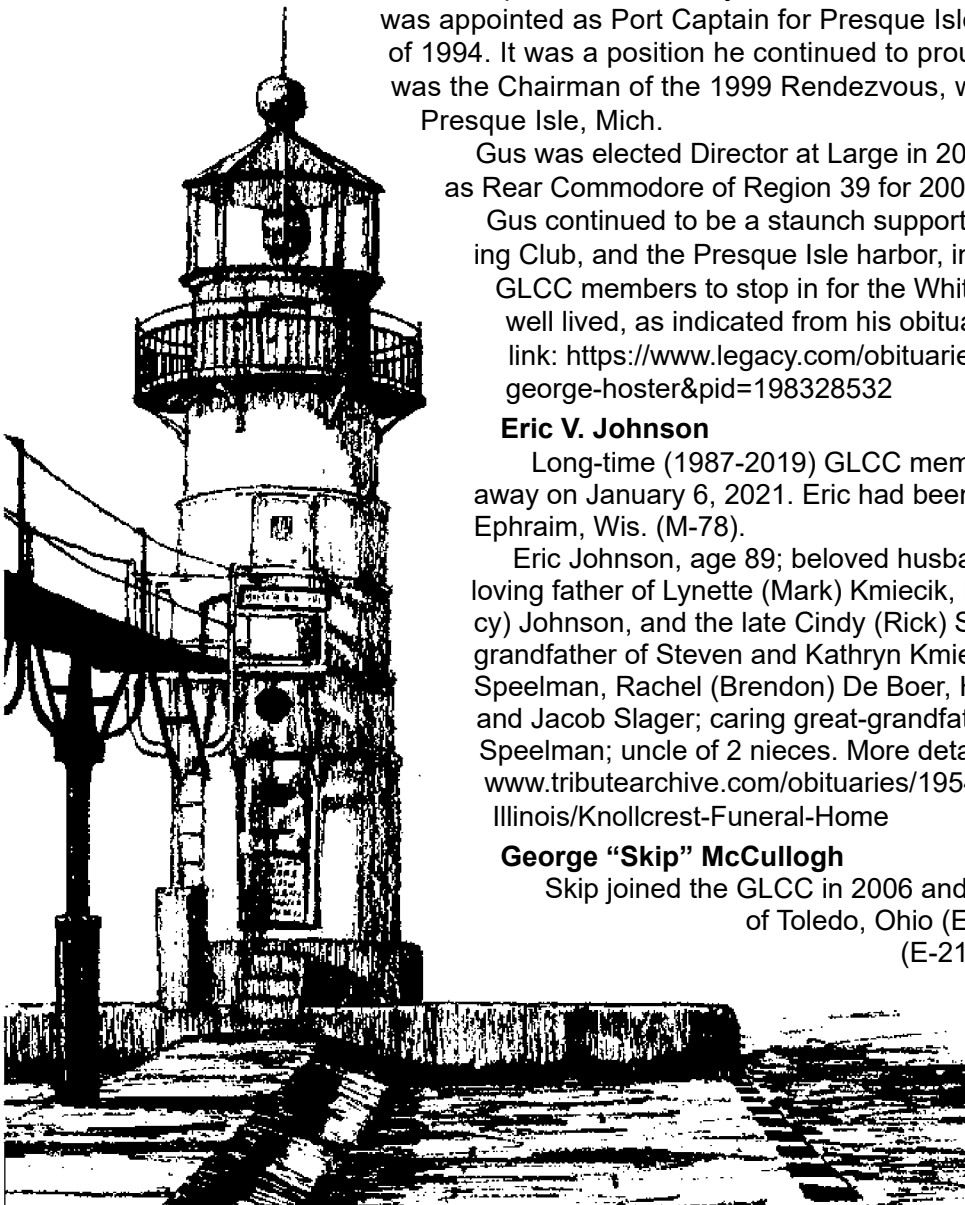 was appointed as Port Captain for Presque Isle
of 1994. It was a position he continued to prou
was the Chairman of the 1999 Rendezvous, w
Presque Isle, Mich.
Gus was elected Director at Large in 20
as Rear Commodore of Region 39 for 200
Gus continued to be a staunch support
ing Club, and the Presque Isle harbor, in
GLCC members to stop in for the Whit
well lived, as indicated from his obitua
link: https://www.legacy.com/obituarie
george-hoster&pid=198328532
Eric V. Johnson
Long-time (1987-2019) GLCC mem
away on January 6, 2021. Eric had been
Ephraim, Wis. (M-78).
Eric Johnson, age 89; beloved husba
loving father of Lynette (Mark) Kmiecik,
cy) Johnson, and the late Cindy (Rick) S
grandfather of Steven and Kathryn Kmie
Speelman, Rachel (Brendon) De Boer, H
and Jacob Slager; caring great-grandfat
Speelman; uncle of 2 nieces. More deta
www.tributearchive.com/obituaries/195
Illinois/Knollcrest-Funeral-Home
George “Skip” McCullogh
Skip joined the GLCC in 2006 and
of Toledo, Ohio (E
(E-21